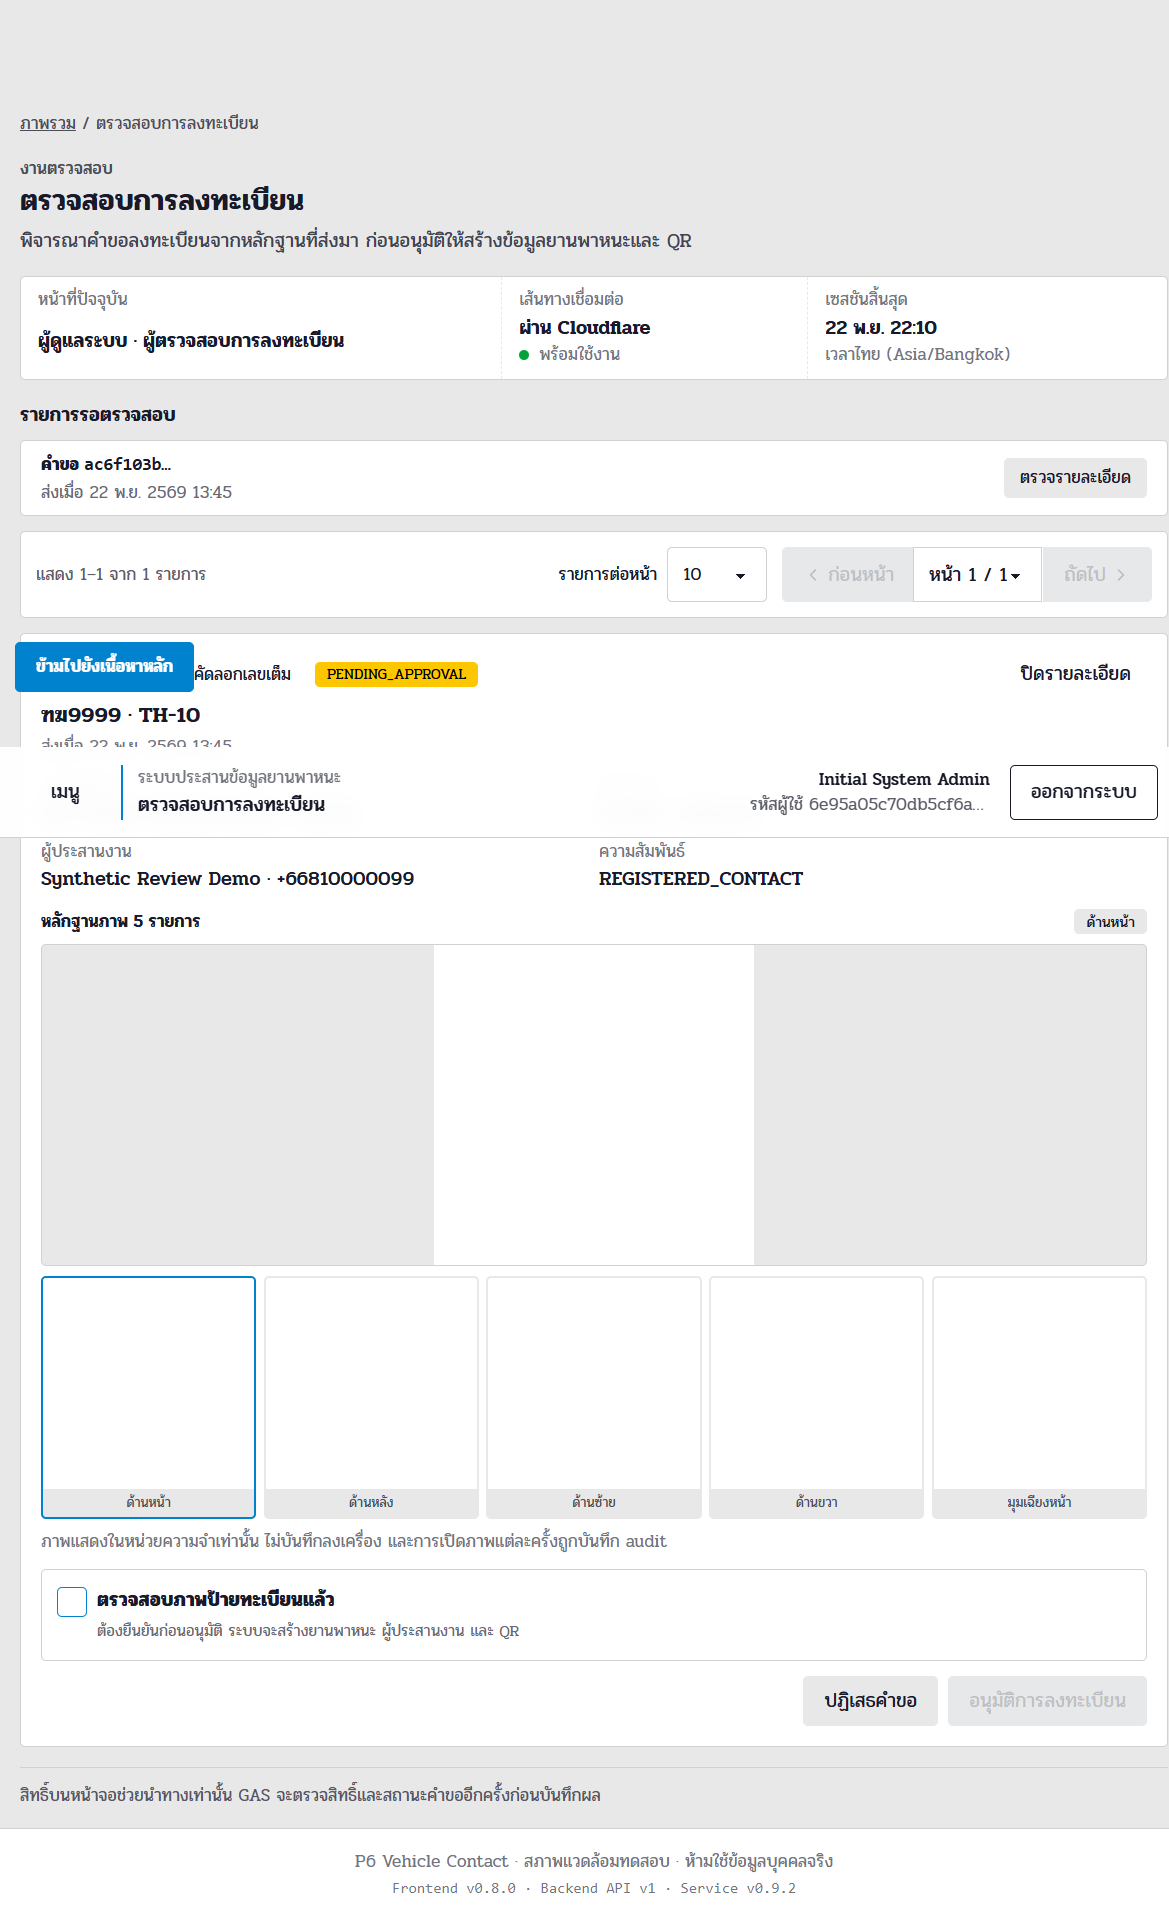 ภาพรวม / ตรวจสอบการลงทะเบียน
งานตรวจสอบ
ตรวจสอบการลงทะเบียน
พิจารณาคำขอลงทะเบียนจากหลักฐานที่ส่งมา ก่อนอนุมัติให้สร้างข้อมูลยานพาหนะและ QR
หน้าที่ปัจจุบัน
ผู้ดูแลระบบ · ผู้ตรวจสอบการลงทะเบียน
เส้นทางเชื่อมต่อ
ผ่าน Cloudflare
พร้อมใช้งาน
เซสชันสิ้นสุด
22 พ.ย. 22:10
เวลาไทย (Asia/Bangkok)
รายการรอตรวจสอบ
คำขอ ac6f103b…
ส่งเมื่อ 22 พ.ย. 2569 13:45
ตรวจรายละเอียด
แสดง 1–1 จาก 1 รายการ
รายการต่อหน้า
10
ก่อนหน้า
หน้า 1 / 1
ถัดไป
ข้ามไปยังเนื้อหาหลัก
คัดลอกเลขเต็ม
PENDING_APPROVAL
ปิดรายละเอียด
ฑฆ9999 · TH-10
ส่งเมื่อ 22 พ.ย. 2569 13:45
เมนู
ระบบประสานข้อมูลยานพาหนะ
ตรวจสอบการลงทะเบียน
Initial System Admin
รหัสผู้ใช้ 6e95a05c70db5cf6a…
ออกจากระบบ
ผู้ประสานงาน
Synthetic Review Demo · +66810000099
ความสัมพันธ์
REGISTERED_CONTACT
หลักฐานภาพ 5 รายการ
ด้านหน้า
ด้านหน้า
ด้านหลัง
ด้านซ้าย
ด้านขวา
มุมเฉียงหน้า
ภาพแสดงในหน่วยความจำเท่านั้น ไม่บันทึกลงเครื่อง และการเปิดภาพแต่ละครั้งถูกบันทึก audit
ตรวจสอบภาพป้ายทะเบียนแล้ว
ต้องยืนยันก่อนอนุมัติ ระบบจะสร้างยานพาหนะ ผู้ประสานงาน และ QR
ปฏิเสธคำขอ
อนุมัติการลงทะเบียน
สิทธิ์บนหน้าจอช่วยนำทางเท่านั้น GAS จะตรวจสิทธิ์และสถานะคำขออีกครั้งก่อนบันทึกผล
P6 Vehicle Contact · สภาพแวดล้อมทดสอบ · ห้ามใช้ข้อมูลบุคคลจริง
Frontend v0.8.0 · Backend API v1 · Service v0.9.2